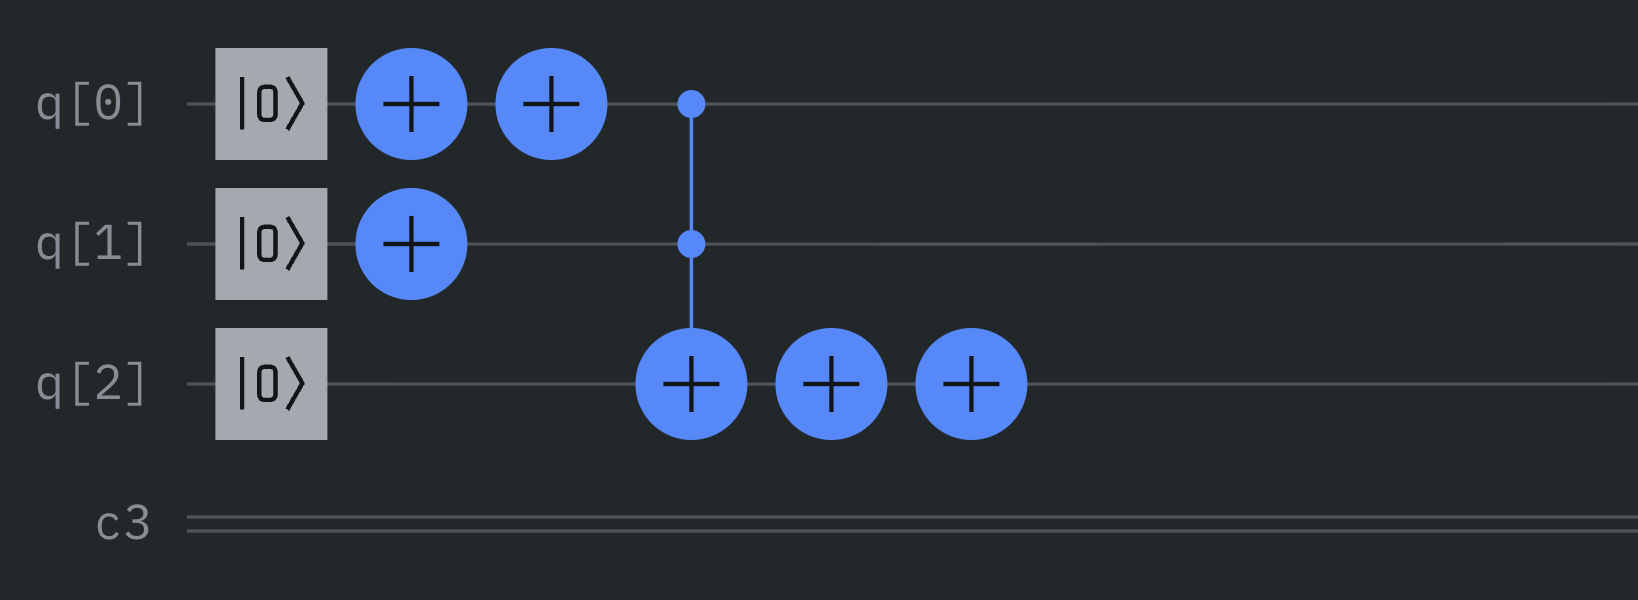 q[0] |0⟩ + +
q[1] |0⟩ +
q[2] |0⟩ + + +
c3